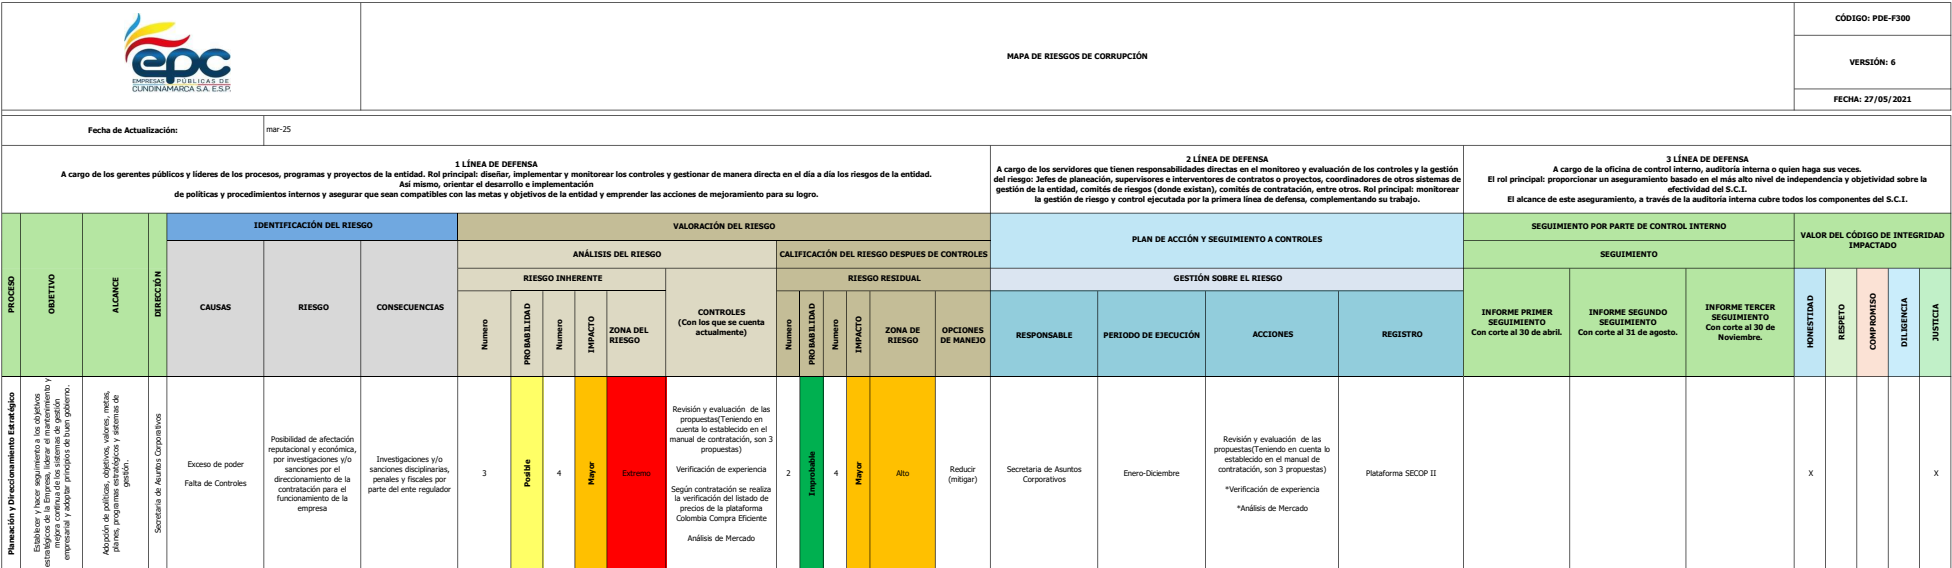 epc
EMPRESAS PÚBLICAS DE
CUNDINAMARCA S.A. E.S.P.
MAPA DE RIESGOS DE CORRUPCIÓN
CÓDIGO: PDE-F300
VERSIÓN: 6
FECHA: 27/05/2021
Fecha de Actualización:
mar-25
1 LÍNEA DE DEFENSA
A cargo de los gerentes públicos y líderes de los procesos, programas y proyectos de la entidad. Rol principal: diseñar, implementar y monitorear los controles y gestionar de manera directa en el día a día los riesgos de la entidad.
Asi mismo, orientar el desarrollo e implementación
de políticas y procedimientos internos y asegurar que sean compatibles con las metas y objetivos de la entidad y emprender las acciones de mejoramiento para su logro.
2 LÍNEA DE DEFENSA
A cargo de los servidores que tienen responsabilidades directas en el monitoreo y evaluación de los controles y la gestión
del riesgo: Jefes de planeación, supervisores e interventores de contratos o proyectos, coordinadores de otros sistemas de
gestión de la entidad, comités de riesgos (donde existan), comités de contratación, entre otros. Rol principal: monitorear
la gestión de riesgo y control ejecutada por la primera línea de defensa, complementando su trabajo.
3 LÍNEA DE DEFENSA
A cargo de la oficina de control interno, auditoría interna o quien haga sus veces.
El rol principal: proporcionar un aseguramiento basado en el más alto nivel de independencia y objetividad sobre la
efectividad del S.C.I.
El alcance de este aseguramiento, a través de la auditoría interna cubre todos los componentes del S.C.I.
PROCESO
OBJETIVO
ALCANCE
DIRECCIÓN
IDENTIFICACIÓN DEL RIESGO
CAUSAS
RIESGO
CONSECUENCIAS
VALORACIÓN DEL RIESGO
ANÁLISIS DEL RIESGO
RIESGO INHERENTE
Numero
PROBABILIDAD
Numero
IMPACTO
ZONA DEL
RIESGO
CONTROLES
(Con los que se cuenta
actualmente)
CALIFICACIÓN DEL RIESGO DESPUES DE CONTROLES
RIESGO RESIDUAL
Numero
PROBABILIDAD
Numero
IMPACTO
ZONA DE
RIESGO
OPCIONES
DE MANEJO
PLAN DE ACCIÓN Y SEGUIMIENTO A CONTROLES
GESTIÓN SOBRE EL RIESGO
RESPONSABLE
PERIODO DE EJECUCIÓN
ACCIONES
REGISTRO
SEGUIMIENTO POR PARTE DE CONTROL INTERNO
SEGUIMIENTO
INFORME PRIMER
SEGUIMIENTO
Con corte al 30 de abril.
INFORME SEGUNDO
SEGUIMIENTO
Con corte al 31 de agosto.
INFORME TERCER
SEGUIMIENTO
Con corte al 30 de
Noviembre.
VALOR DEL CÓDIGO DE INTEGRIDAD
IMPACTADO
HONESTIDAD
RESPETO
COMPROMISO
DILIGENCIA
JUSTICIA
Planeación y Direccionamiento Estratégico
Establecer y hacer seguimiento a los objetivos
estratégicos de la Empresa, liderar el mantenimiento y
mejora continua de los sistemas de gestión
empresarial y adoptar principios de buen gobierno.
Adopción de políticas, objetivos, valores, metas,
planes, programas estratégicos y sistemas de
gestión.
Secretaria de Asuntos Corporativos
Exceso de poder
Falta de Controles
Posibilidad de afectación
reputacional y económica,
por investigaciones y/o
sanciones por el
direccionamiento de la
contratación para el
funcionamiento de la
empresa
Investigaciones y/o
sanciones disciplinarias,
penales y fiscales por
parte del ente regulador
3
Posible
4
Mayor
Extremo
Revisión y evaluación de las
propuestas(Teniendo en
cuenta lo establecido en el
manual de contratación, son 3
propuestas)
Verificación de experiencia
Según contratación se realiza
la verificación del listado de
precios de la plataforma
Colombia Compra Eficiente
Análisis de Mercado
2
Improbable
4
Mayor
Alto
Reducir
(mitigar)
Secretaria de Asuntos
Corporativos
Enero-Diciembre
Revisión y evaluación de las
propuestas(Teniendo en cuenta lo
establecido en el manual de
contratación, son 3 propuestas)
*Verificación de experiencia
*Análisis de Mercado
Plataforma SECOP II
X
X